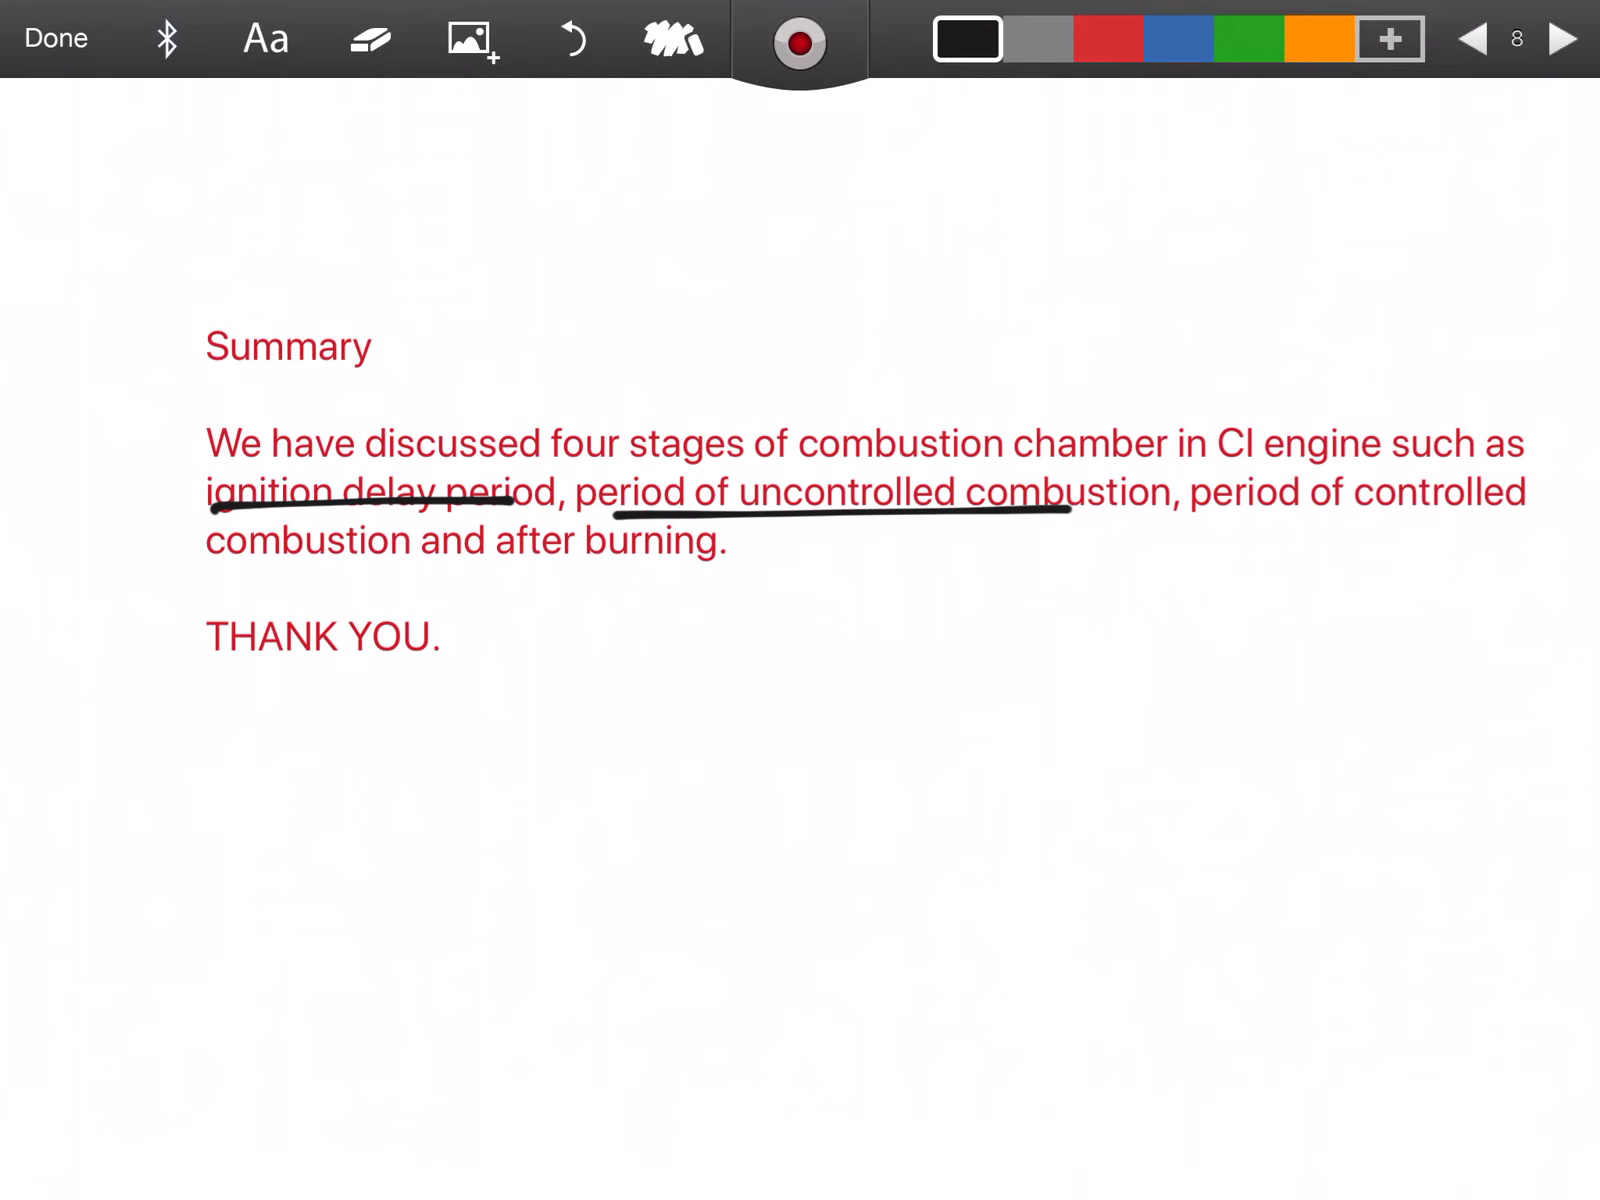 Done Aa 8
Summary
We have discussed four stages of combustion chamber in CI engine such as
ignition delay period, period of uncontrolled combustion, period of controlled
combustion and after burning.
THANK YOU.